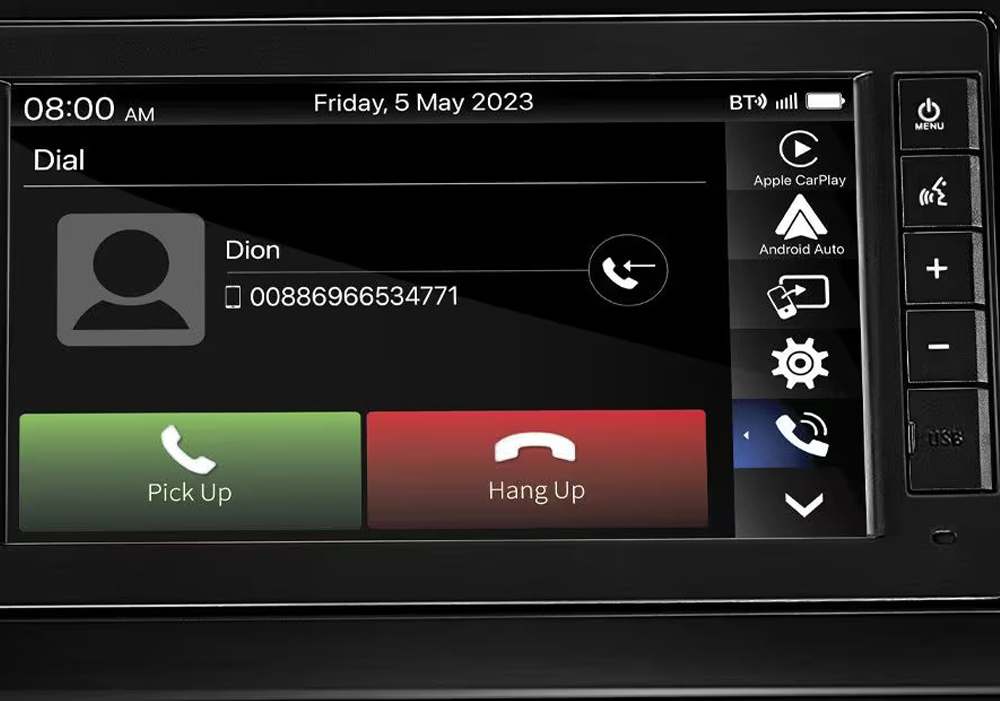 08:00 AM
Friday, 5 May 2023
BT
Dial
Apple CarPlay
Android Auto
Dion
00886966534771
Pick Up
Hang Up
MENU
+
−
USB